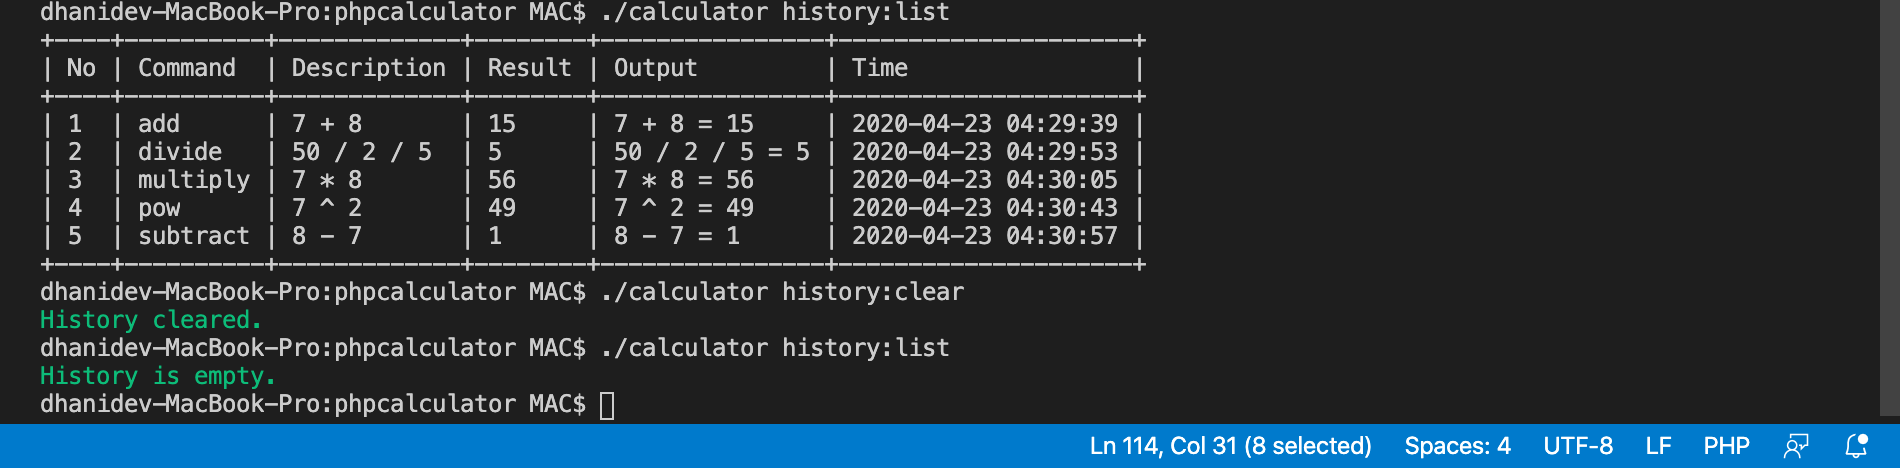 dhanidev-MacBook-Pro:phpcalculator MAC$ ./calculator history:list
+----+----------+-------------+--------+----------------+---------------------+
| No | Command  | Description | Result | Output         | Time                |
+----+----------+-------------+--------+----------------+---------------------+
| 1  | add      | 7 + 8       | 15     | 7 + 8 = 15     | 2020-04-23 04:29:39 |
| 2  | divide   | 50 / 2 / 5  | 5      | 50 / 2 / 5 = 5 | 2020-04-23 04:29:53 |
| 3  | multiply | 7 * 8       | 56     | 7 * 8 = 56     | 2020-04-23 04:30:05 |
| 4  | pow      | 7 ^ 2       | 49     | 7 ^ 2 = 49     | 2020-04-23 04:30:43 |
| 5  | subtract | 8 - 7       | 1      | 8 - 7 = 1      | 2020-04-23 04:30:57 |
+----+----------+-------------+--------+----------------+---------------------+
dhanidev-MacBook-Pro:phpcalculator MAC$ ./calculator history:clear
History cleared.
dhanidev-MacBook-Pro:phpcalculator MAC$ ./calculator history:list
History is empty.
dhanidev-MacBook-Pro:phpcalculator MAC$
Ln 114, Col 31 (8 selected) Spaces: 4 UTF-8 LF PHP